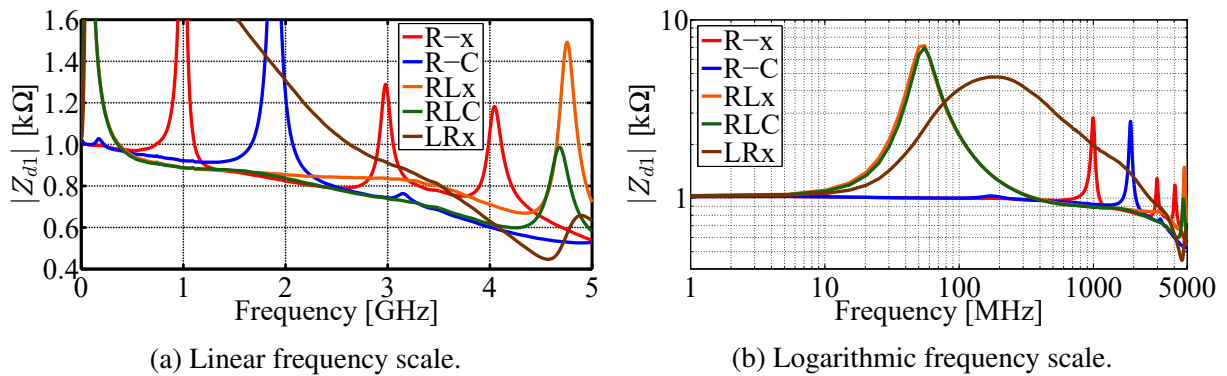 |Z_{d1}| [kΩ]
1.6
1.4
1.2
1.0
0.8
0.6
0.4
0 1 2 3 4 5
Frequency [GHz]
R−x
R−C
RLx
RLC
LRx
(a) Linear frequency scale.
|Z_{d1}| [kΩ]
10
1
1 10 100 1000 5000
Frequency [MHz]
R−x
R−C
RLx
RLC
LRx
(b) Logarithmic frequency scale.